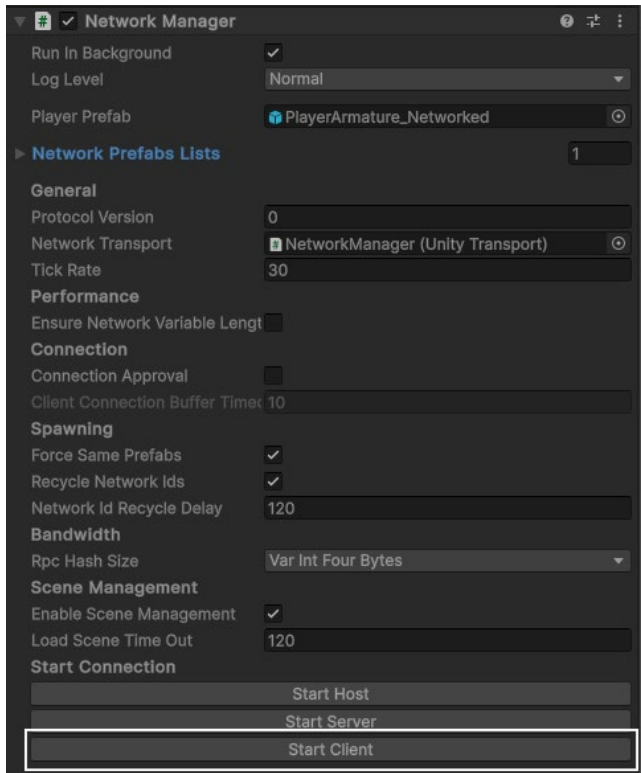 Network Manager
Run In Background
Log Level Normal
Player Prefab PlayerArmature_Networked
Network Prefabs Lists 1
General
Protocol Version 0
Network Transport NetworkManager (Unity Transport)
Tick Rate 30
Performance
Ensure Network Variable Lengt
Connection
Connection Approval
Client Connection Buffer Timeo 10
Spawning
Force Same Prefabs
Recycle Network Ids
Network Id Recycle Delay 120
Bandwidth
Rpc Hash Size Var Int Four Bytes
Scene Management
Enable Scene Management
Load Scene Time Out 120
Start Connection
Start Host
Start Server
Start Client